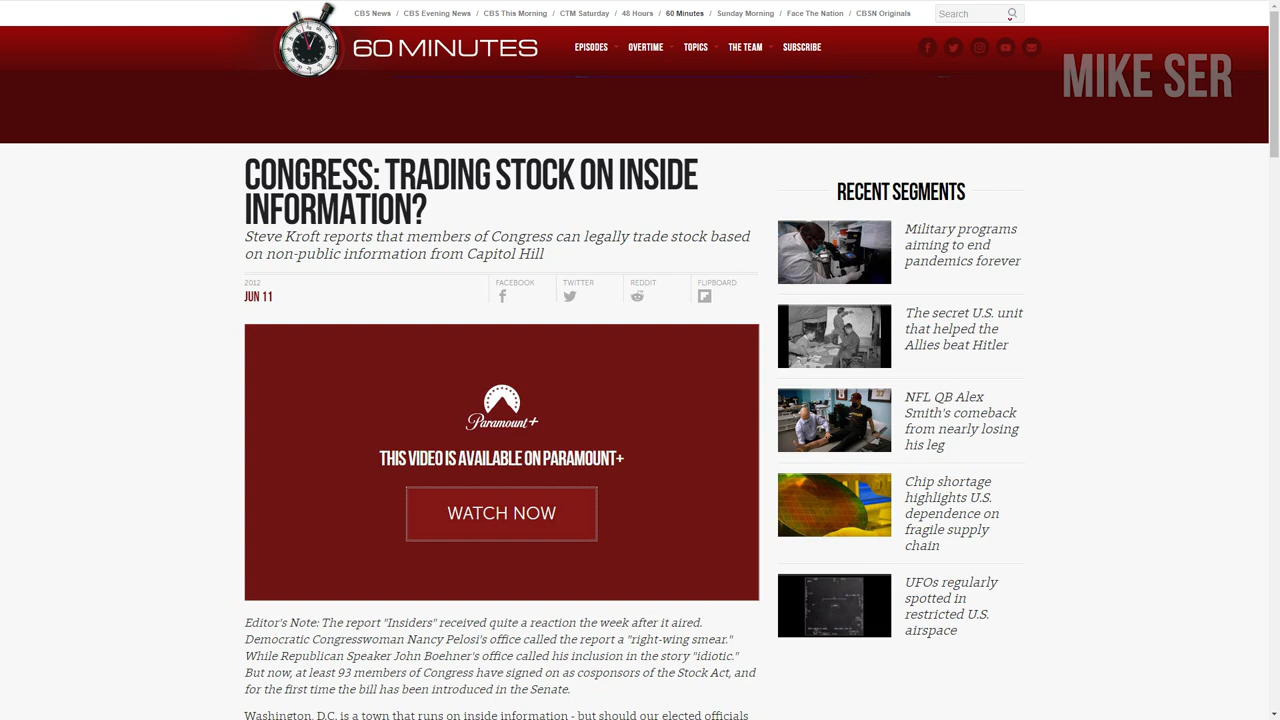 CBS News / CBS Evening News / CBS This Morning / CTM Saturday / 48 Hours / 60 Minutes / Sunday Morning / Face The Nation / CBSN Originals
Search
60 MINUTES
EPISODES OVERTIME TOPICS THE TEAM SUBSCRIBE
MIKE SER
CONGRESS: TRADING STOCK ON INSIDE
INFORMATION?
Steve Kroft reports that members of Congress can legally trade stock based
on non-public information from Capitol Hill
2012
JUN 11
FACEBOOK TWITTER REDDIT FLIPBOARD
Paramount+
THIS VIDEO IS AVAILABLE ON PARAMOUNT+
WATCH NOW
Editor's Note: The report "Insiders" received quite a reaction the week after it aired.
Democratic Congresswoman Nancy Pelosi's office called the report a "right-wing smear."
While Republican Speaker John Boehner's office called his inclusion in the story "idiotic."
But now, at least 93 members of Congress have signed on as cosponsors of the Stock Act, and
for the first time the bill has been introduced in the Senate.
Washington, D.C. is a town that runs on inside information - but should our elected officials
RECENT SEGMENTS
Military programs
aiming to end
pandemics forever
The secret U.S. unit
that helped the
Allies beat Hitler
NFL QB Alex
Smith's comeback
from nearly losing
his leg
Chip shortage
highlights U.S.
dependence on
fragile supply
chain
UFOs regularly
spotted in
restricted U.S.
airspace